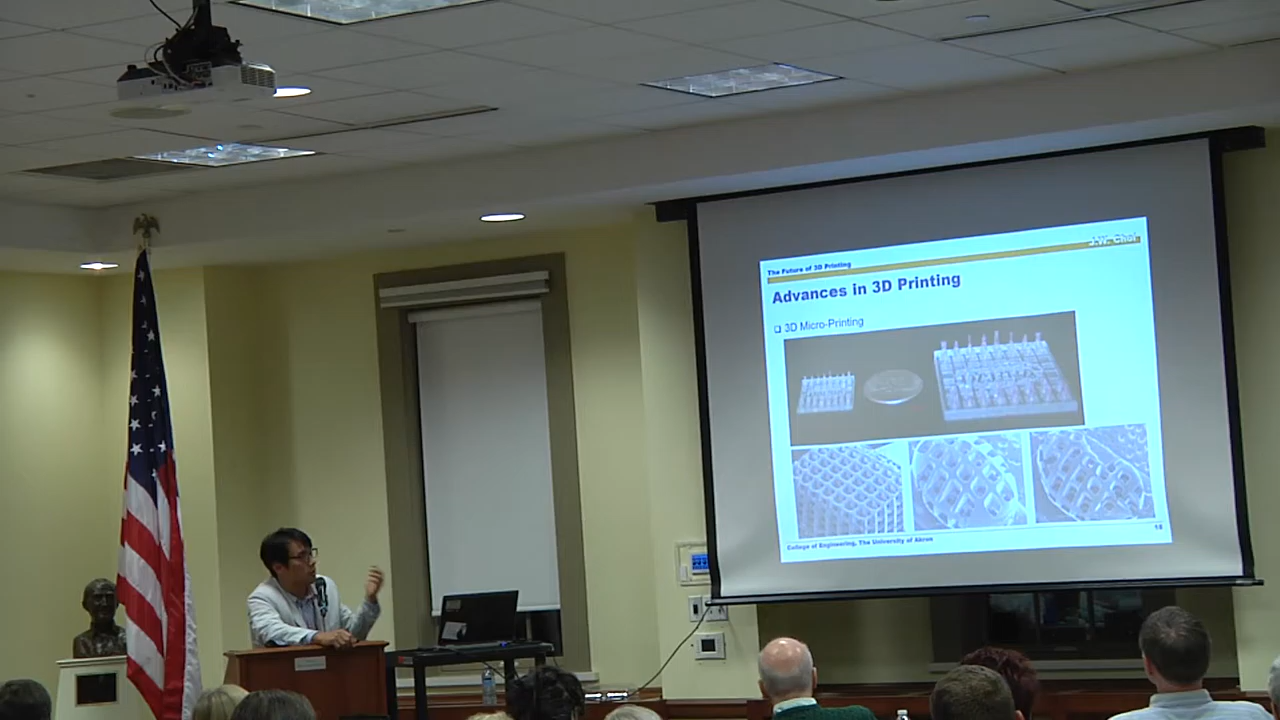 The Future of 3D Printing
J.W. Choi
Advances in 3D Printing
3D Micro-Printing
College of Engineering, The University of Akron
18